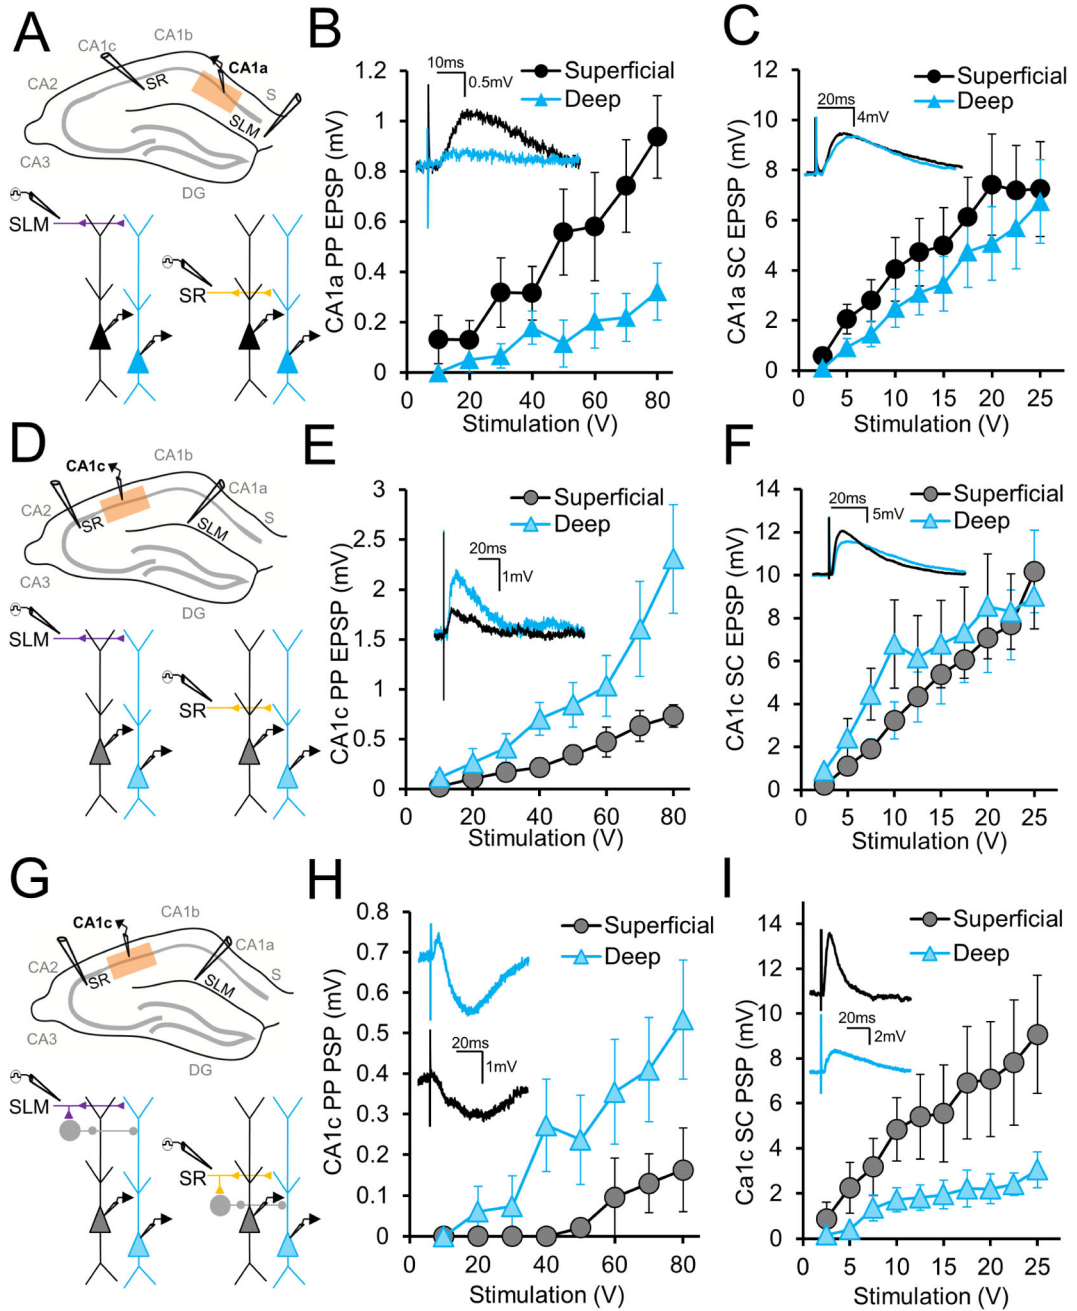 A
CA1b
CA1c
CA1a
CA2
SR
S
SLM
CA3
DG
SLM
SR
B
10ms
0.5mV
Superficial
Deep
CA1a PP EPSP (mV)
1.2
1
0.8
0.6
0.4
0.2
0
0 20 40 60 80
Stimulation (V)
C
20ms
4mV
Superficial
Deep
CA1a SC EPSP (mV)
12
10
8
6
4
2
0
0 5 10 15 20 25
Stimulation (V)
D
CA1b
CA1c
CA1a
CA2
SR
SLM
S
CA3
DG
SLM
SR
E
Superficial
Deep
20ms
1mV
CA1c PP EPSP (mV)
3
2.5
2
1.5
1
0.5
0
0 20 40 60 80
Stimulation (V)
F
20ms
5mV
Superficial
Deep
CA1c SC EPSP (mV)
14
12
10
8
6
4
2
0
0 5 10 15 20 25
Stimulation (V)
G
CA1b
CA1c
CA1a
CA2
SR
SLM
S
CA3
DG
SLM
SR
H
Superficial
Deep
20ms
1mV
CA1c PP PSP (mV)
0.8
0.7
0.6
0.5
0.4
0.3
0.2
0.1
0
0 20 40 60 80
Stimulation (V)
I
Superficial
Deep
20ms
2mV
Ca1c SC PSP (mV)
14
12
10
8
6
4
2
0
0 5 10 15 20 25
Stimulation (V)